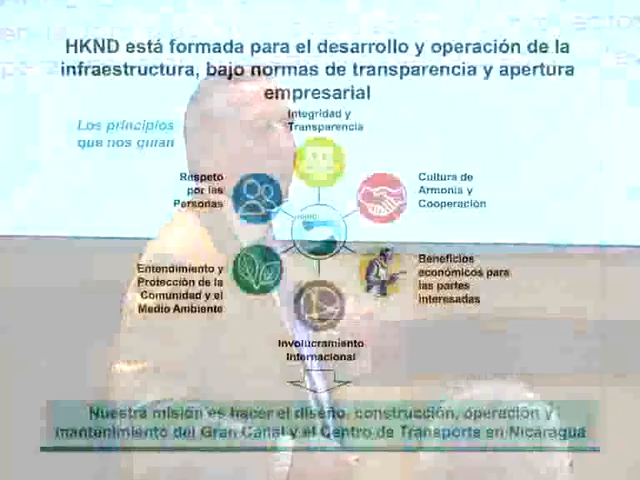 HKND está formada para el desarrollo y operación de la
infraestructura, bajo normas de transparencia y apertura
empresarial
Los principios
que nos guían
Integridad y
Transparencia
Respeto
por las
Personas
Cultura de
Armonía y
Cooperación
Entendimiento y
Protección de la
Comunidad y el
Medio Ambiente
Beneficios
económicos para
las partes
interesadas
Involucramiento
Internacional
Nuestra misión es hacer el diseño, construcción, operación y
mantenimiento del Gran Canal y el Centro de Transporte en Nicaragua